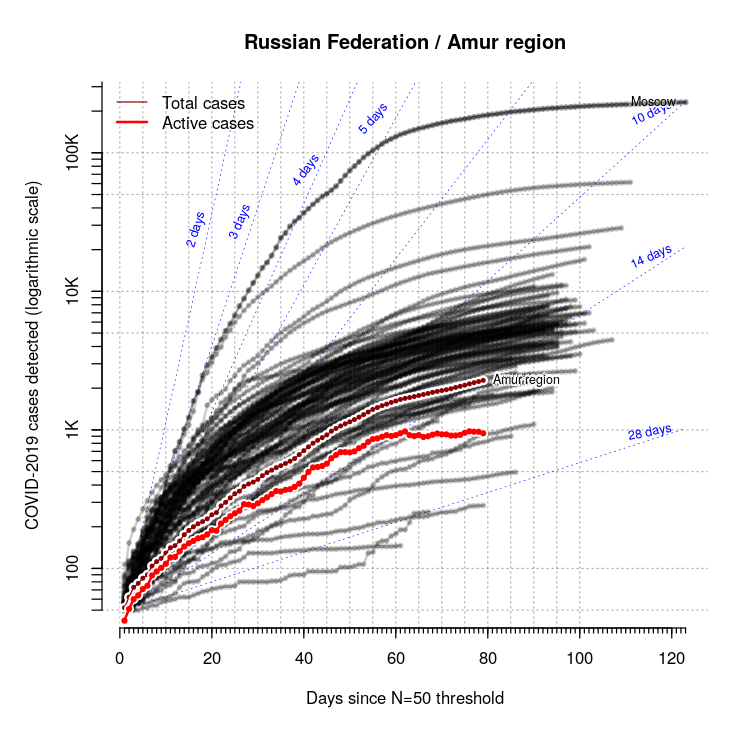 Russian Federation / Amur region
Total cases
Active cases
Moscow
2 days
3 days
4 days
5 days
10 days
14 days
28 days
Amur region
COVID-2019 cases detected (logarithmic scale)
100K
10K
1K
100
0 20 40 60 80 100 120
Days since N=50 threshold